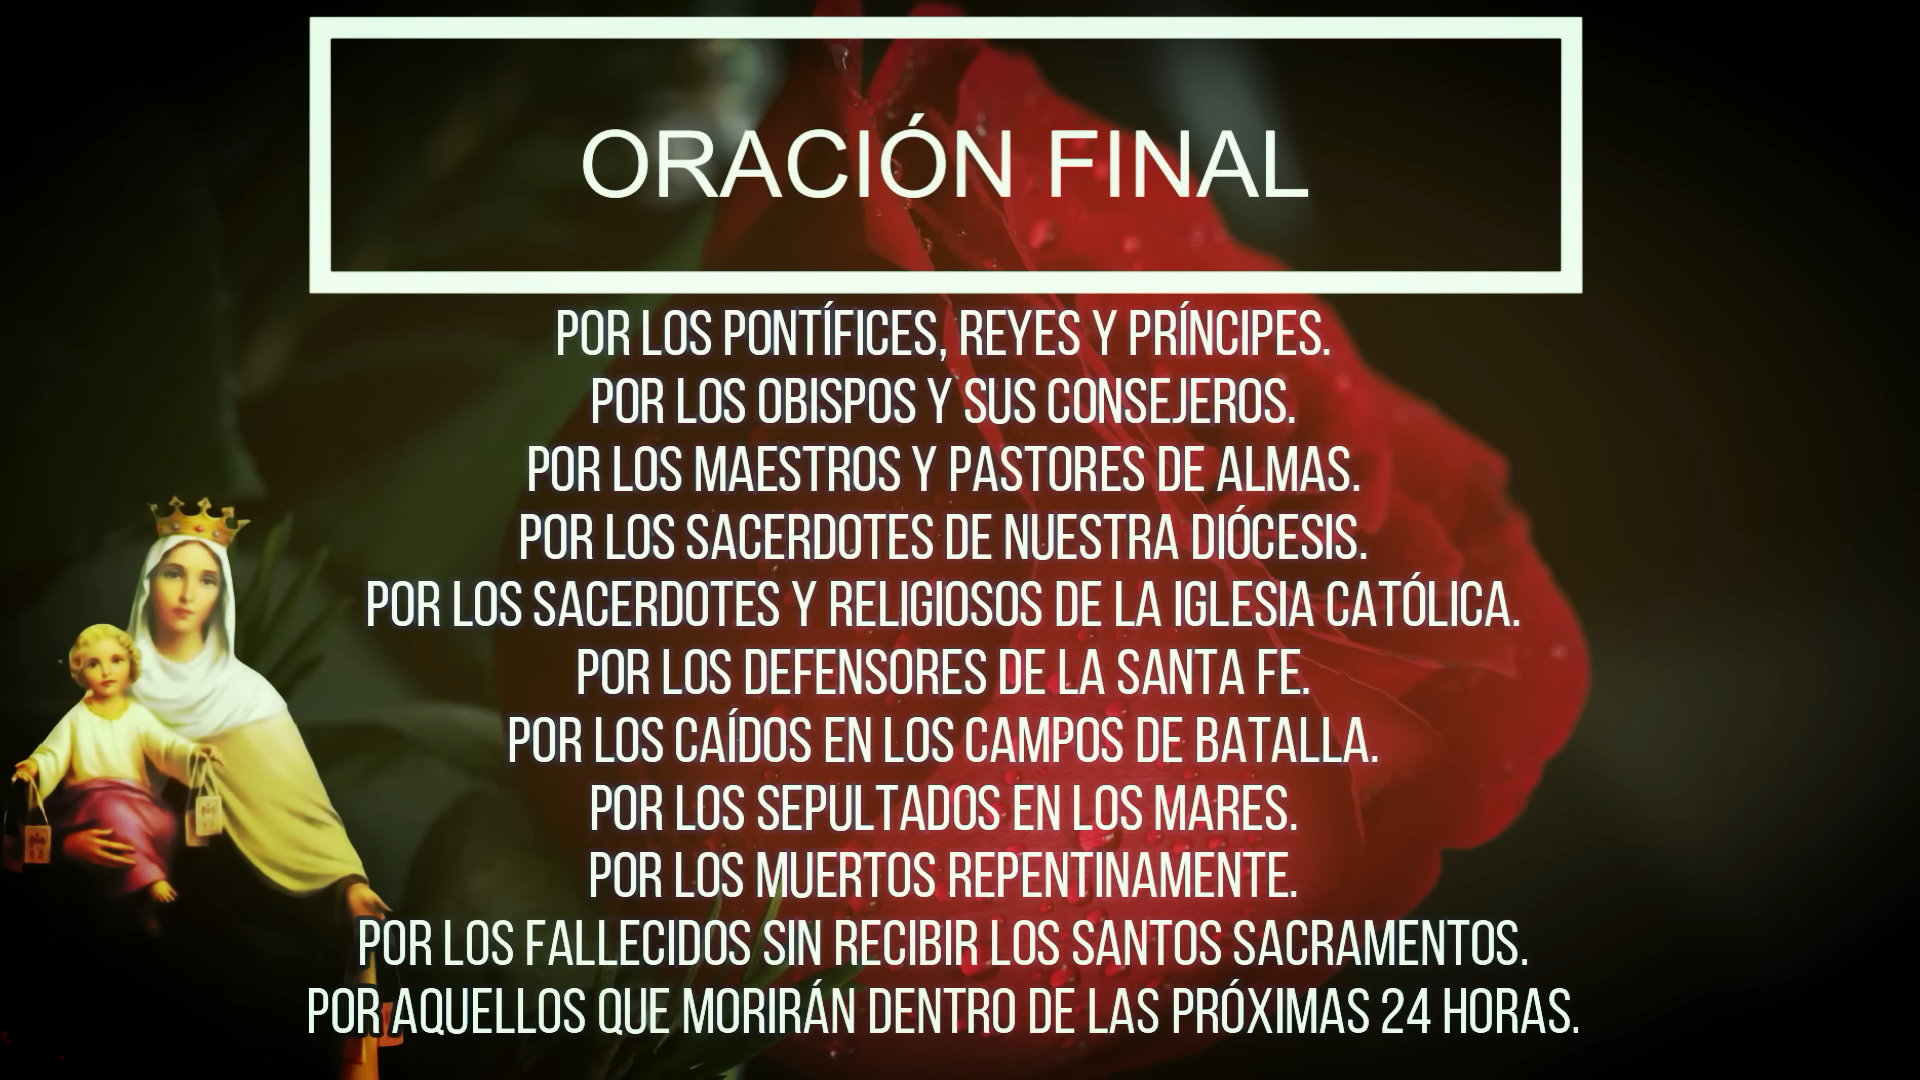 ORACIÓN FINAL
POR LOS PONTÍFICES, REYES Y PRÍNCIPES.
POR LOS OBISPOS Y SUS CONSEJEROS.
POR LOS MAESTROS Y PASTORES DE ALMAS.
POR LOS SACERDOTES DE NUESTRA DIÓCESIS.
POR LOS SACERDOTES Y RELIGIOSOS DE LA IGLESIA CATÓLICA.
POR LOS DEFENSORES DE LA SANTA FE.
POR LOS CAÍDOS EN LOS CAMPOS DE BATALLA.
POR LOS SEPULTADOS EN LOS MARES.
POR LOS MUERTOS REPENTINAMENTE.
POR LOS FALLECIDOS SIN RECIBIR LOS SANTOS SACRAMENTOS.
POR AQUELLOS QUE MORIRÁN DENTRO DE LAS PRÓXIMAS 24 HORAS.